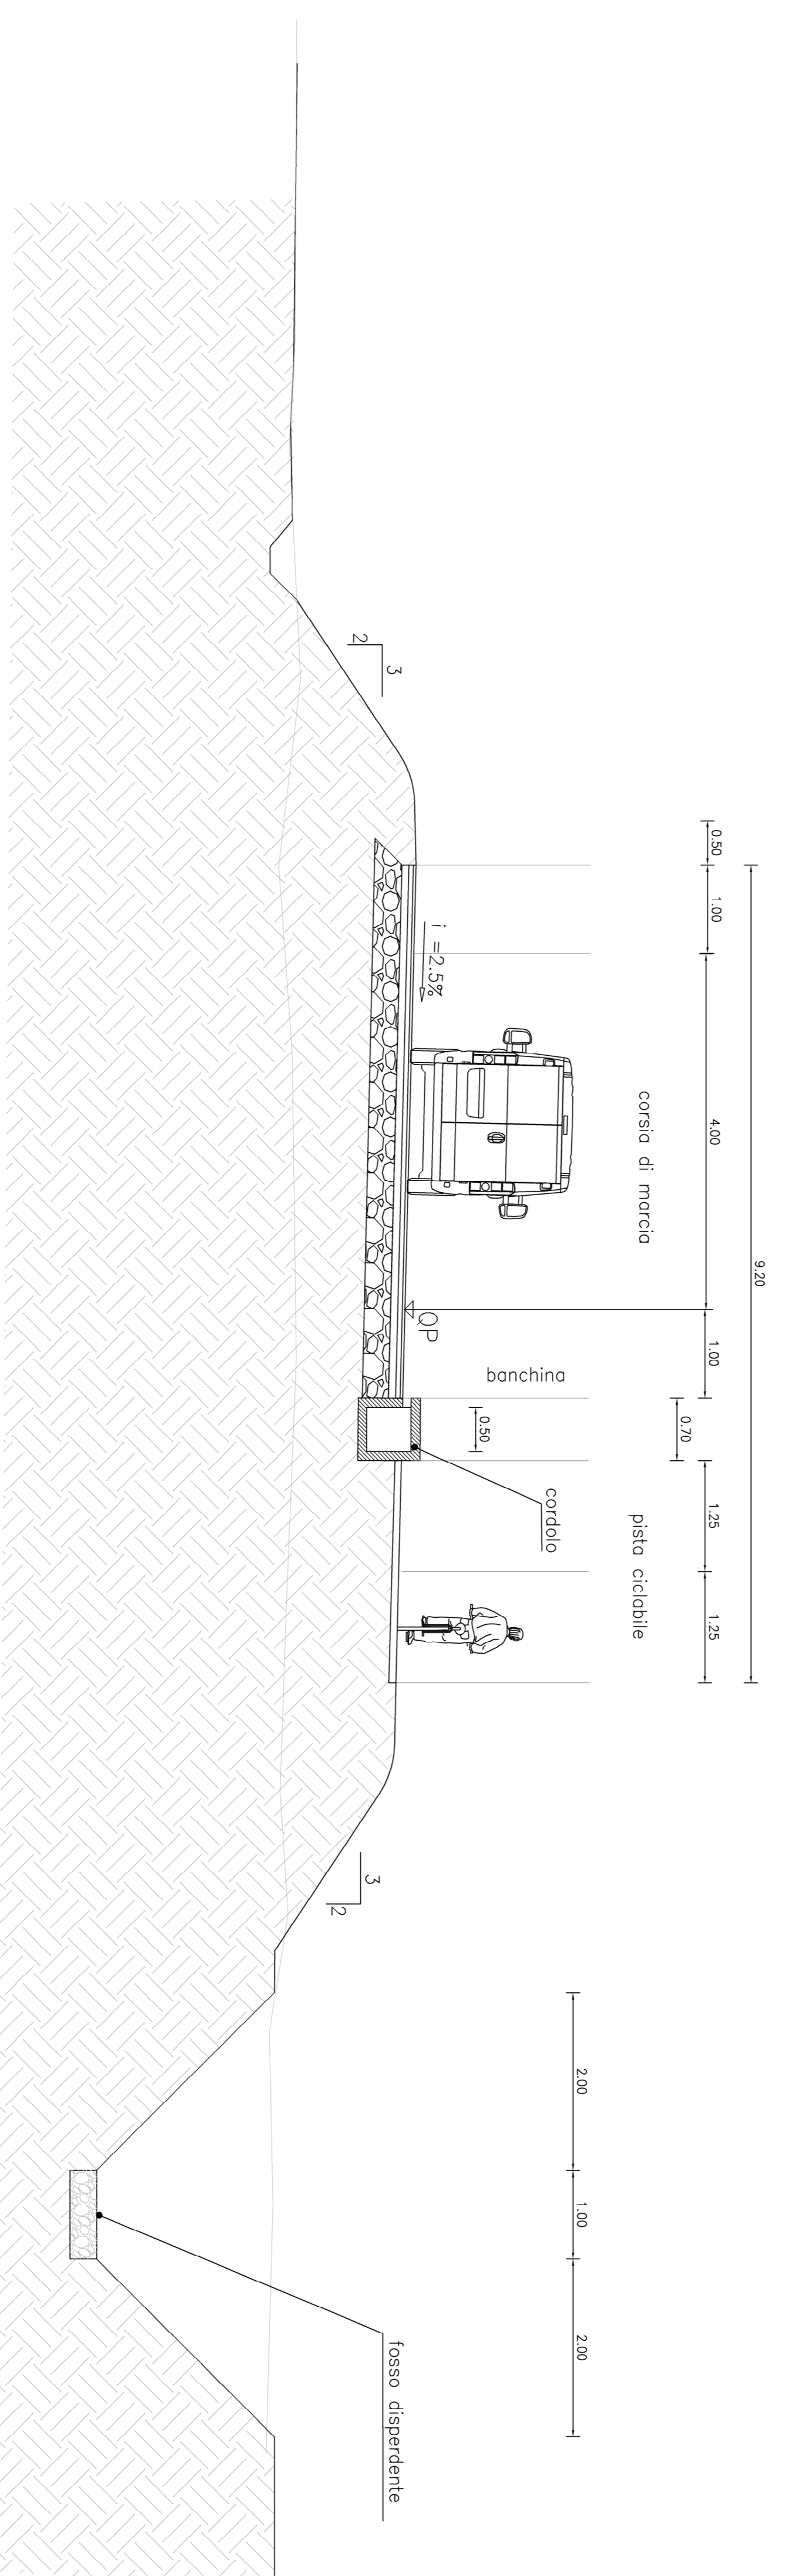 9.20
0.50
1.00
4.00
1.00
0.70
1.25
1.25
corsia di marcia
banchina
pista ciclabile
0.50
cordolo
QP
i =2.5%
3
2
3
2
2.00
1.00
2.00
fosso disperdente